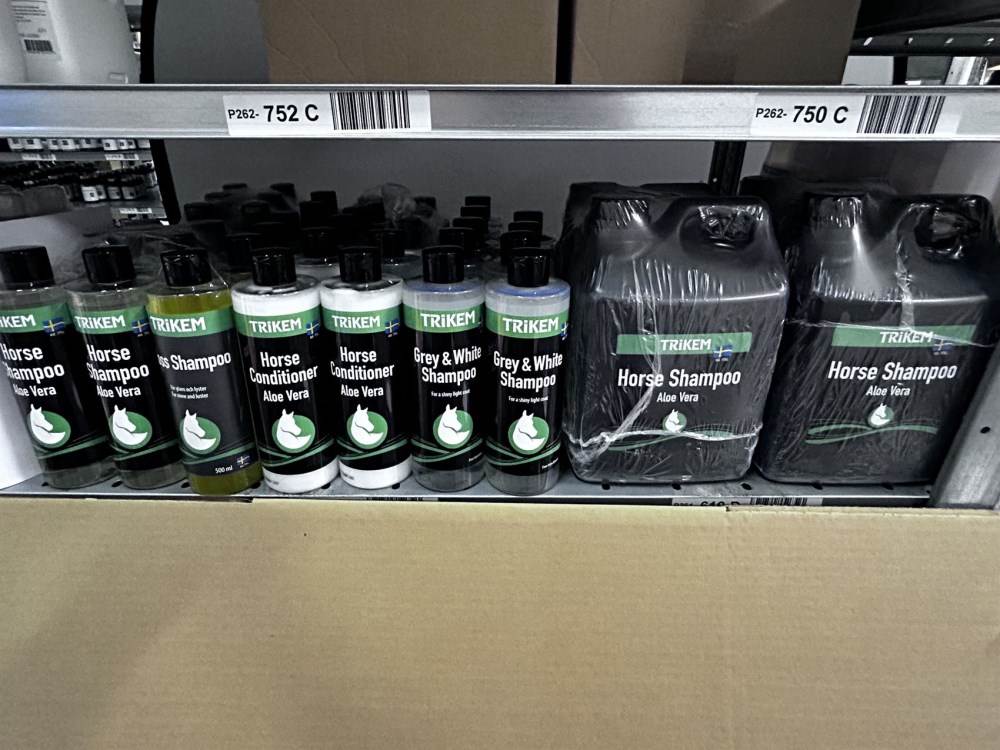 P262- 752 C
P262- 750 C
TRiKEM
Horse
Shampoo
Aloe Vera
TRiKEM
Horse
Shampoo
Aloe Vera
TRiKEM
Shampoo
500 ml
TRiKEM
Horse
Conditioner
Aloe Vera
TRiKEM
Horse
Conditioner
Aloe Vera
TRiKEM
Grey & White
Shampoo
For a shiny light coat
TRiKEM
Grey & White
Shampoo
For a shiny light coat
TRiKEM
Horse Shampoo
Aloe Vera
TRiKEM
Horse Shampoo
Aloe Vera